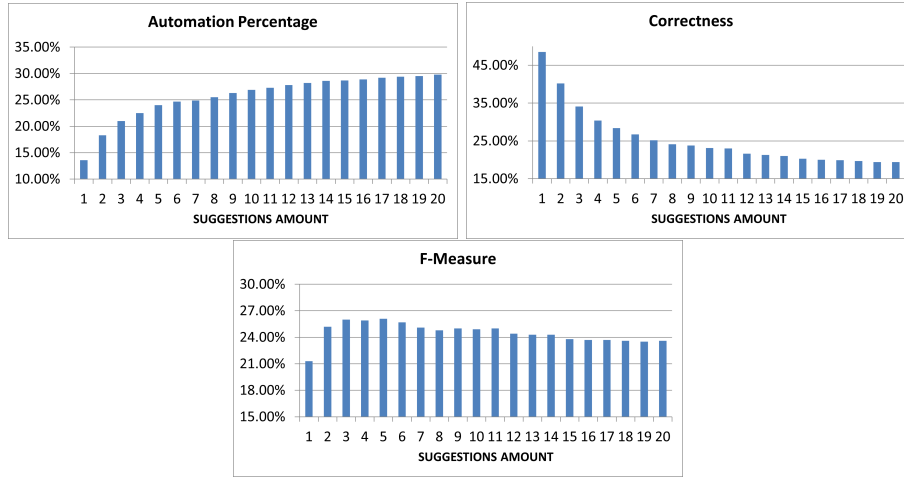 Automation Percentage
35.00%
30.00%
25.00%
20.00%
15.00%
10.00%
1 2 3 4 5 6 7 8 9 10 11 12 13 14 15 16 17 18 19 20
SUGGESTIONS AMOUNT
Correctness
45.00%
35.00%
25.00%
15.00%
1 2 3 4 5 6 7 8 9 10 11 12 13 14 15 16 17 18 19 20
SUGGESTIONS AMOUNT
F-Measure
30.00%
27.00%
24.00%
21.00%
18.00%
15.00%
1 2 3 4 5 6 7 8 9 10 11 12 13 14 15 16 17 18 19 20
SUGGESTIONS AMOUNT